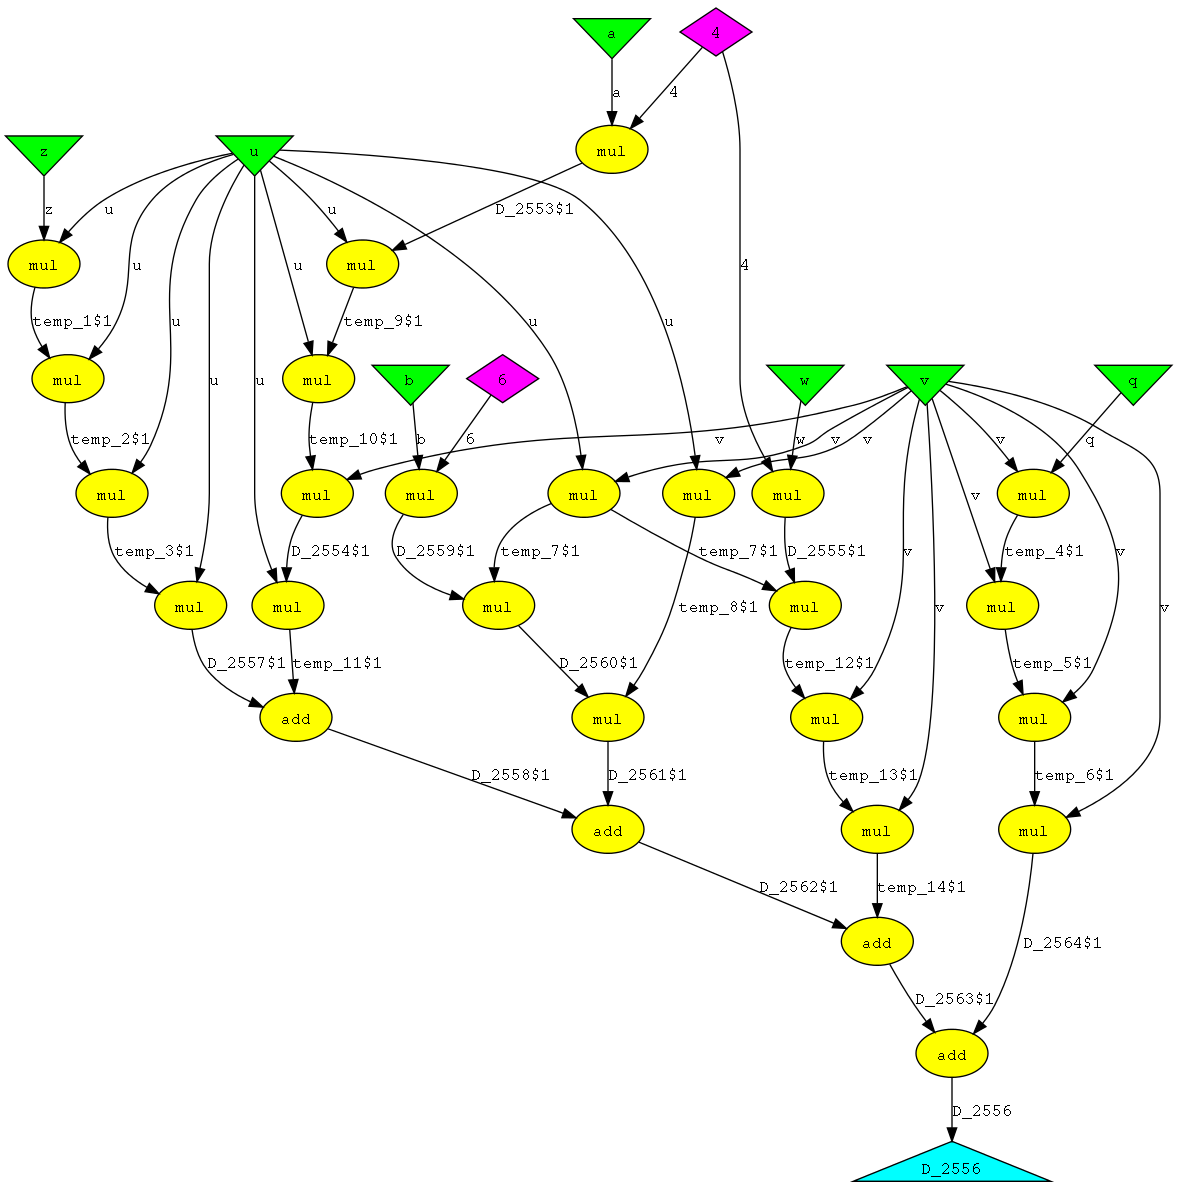 a 4
a 4
z u mul
z u u D_2553$1
mul u u mul 4
temp_1$1 u temp_9$1 u u
mul mul b 6 w v q
temp_2$1 u u temp_10$1 b 6 v w v v v q
mul mul mul mul mul mul mul
temp_3$1 D_2554$1 D_2559$1 temp_7$1 temp_7$1 D_2555$1 v v temp_4$1 v
mul mul mul temp_8$1 mul v mul v
D_2557$1 temp_11$1 D_2560$1 temp_12$1 temp_5$1
add mul mul mul
D_2558$1 D_2561$1 temp_13$1 temp_6$1
add mul mul
D_2562$1 temp_14$1
add D_2564$1
D_2563$1
add
D_2556
D_2556